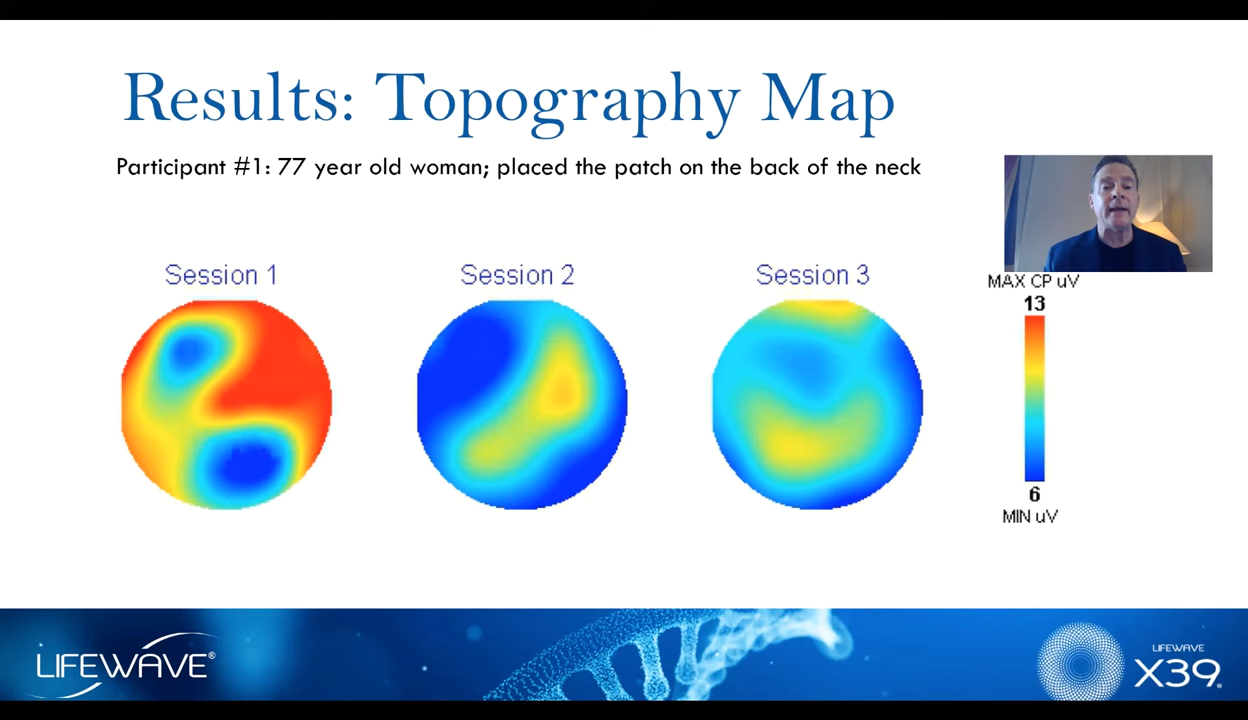 Results: Topography Map
Participant #1: 77 year old woman; placed the patch on the back of the neck
Session 1
Session 2
Session 3
MAX CP uV
13
6
MIN uV
LIFEWAVE®
LIFEWAVE
X39®